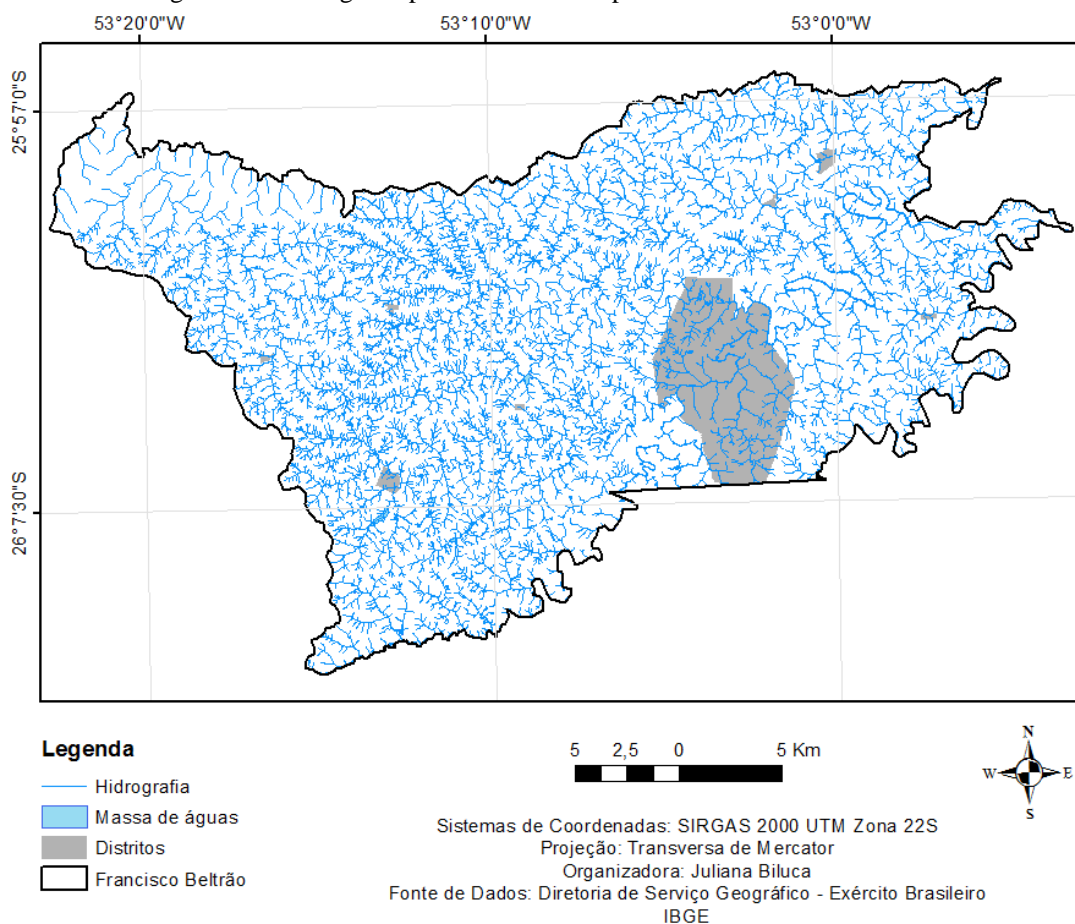 53°20'0"W 53°10'0"W 53°0'0"W
25°57'0"S
26°7'30"S
Legenda
Hidrografia
Massa de águas
Distritos
Francisco Beltrão
5 2,5 0 5 Km
N
W E
S
Sistemas de Coordenadas: SIRGAS 2000 UTM Zona 22S
Projeção: Transversa de Mercator
Organizadora: Juliana Biluca
Fonte de Dados: Diretoria de Serviço Geográfico - Exército Brasileiro
IBGE